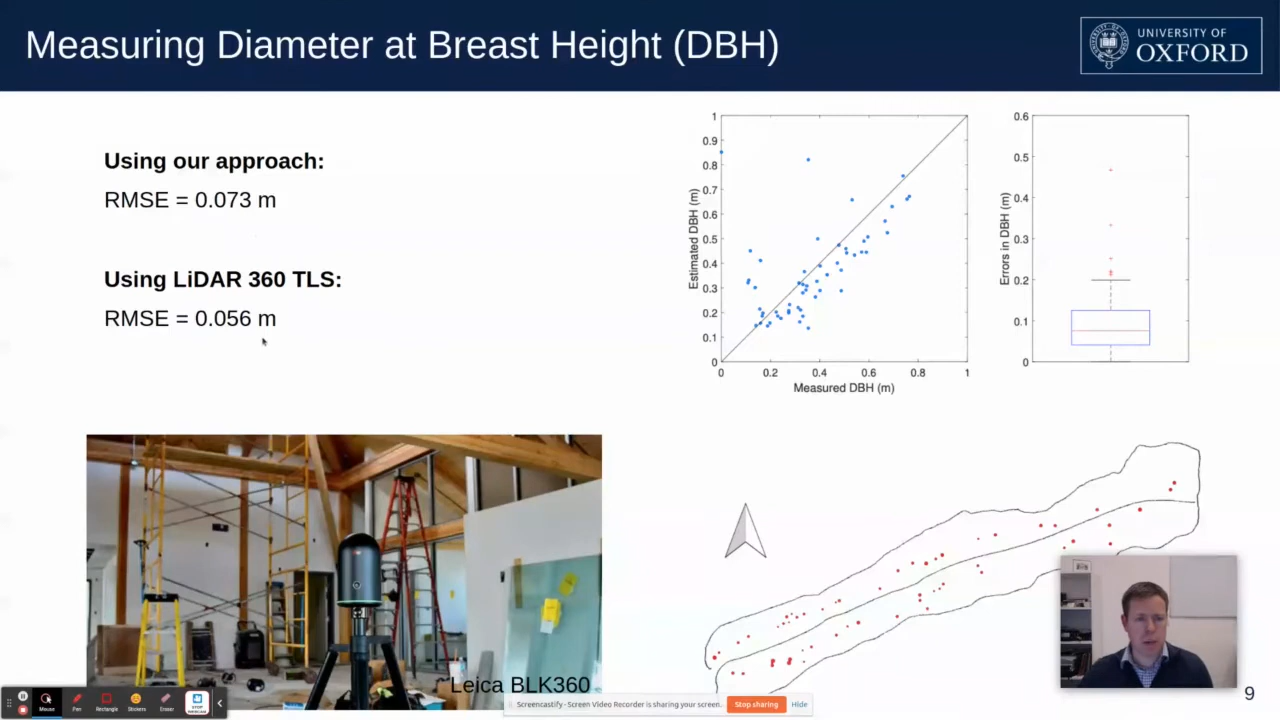 Measuring Diameter at Breast Height (DBH)
UNIVERSITY OF
OXFORD
Using our approach:
RMSE = 0.073 m
Using LiDAR 360 TLS:
RMSE = 0.056 m
1
0.9
0.8
0.7
0.6
0.5
0.4
0.3
0.2
0.1
0
Estimated DBH (m)
0 0.2 0.4 0.6 0.8 1
Measured DBH (m)
0.6
0.5
0.4
0.3
0.2
0.1
0
Errors in DBH (m)
Leica BLK360
Mouse Pen Rectangle Stickers Eraser STOP WEBCAM
Screencastify - Screen Video Recorder is sharing your screen. Stop sharing Hide
9